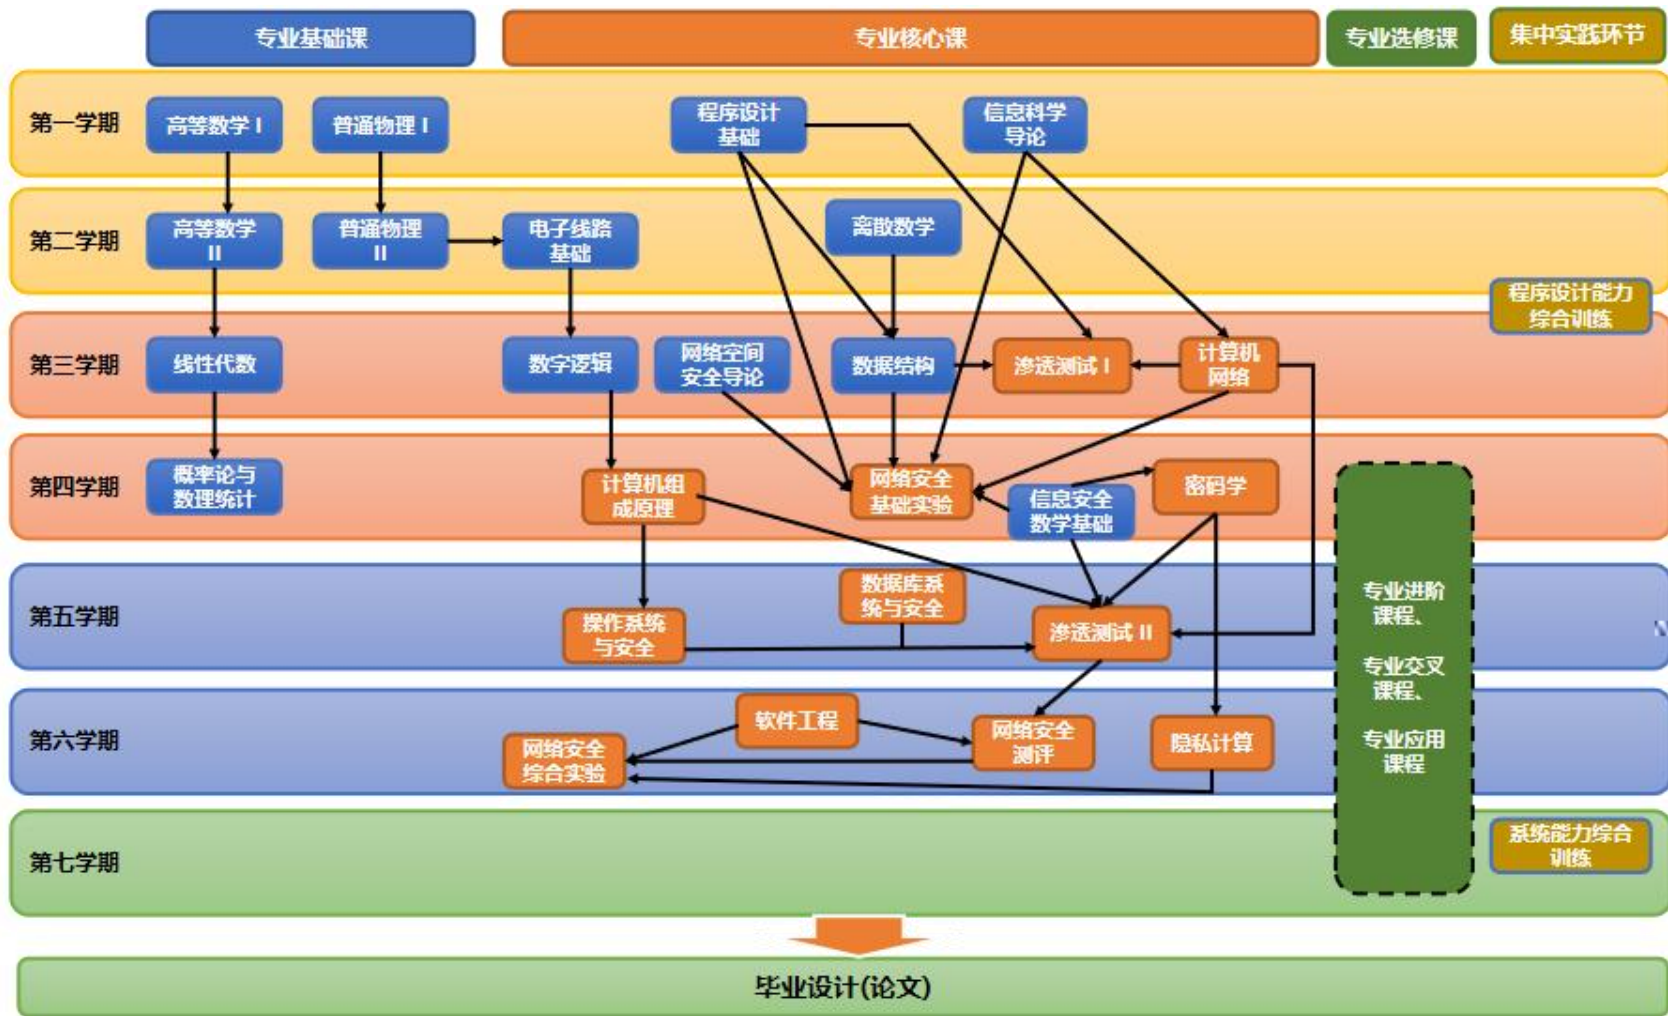 专业基础课
专业核心课
专业选修课
集中实践环节
第一学期
高等数学 I
普通物理 I
程序设计
基础
信息科学
导论
第二学期
高等数学
II
普通物理
II
电子线路
基础
离散数学
程序设计能力
综合训练
第三学期
线性代数
数字逻辑
网络空间
安全导论
数据结构
渗透测试 I
计算机
网络
第四学期
概率论与
数理统计
计算机组
成原理
网络安全
基础实验
信息安全
数学基础
密码学
第五学期
操作系统
与安全
数据库系
统与安全
渗透测试 II
专业进阶
课程、
专业交叉
课程、
专业应用
课程
第六学期
网络安全
综合实验
软件工程
网络安全
测评
隐私计算
第七学期
系统能力综合
训练
毕业设计(论文)